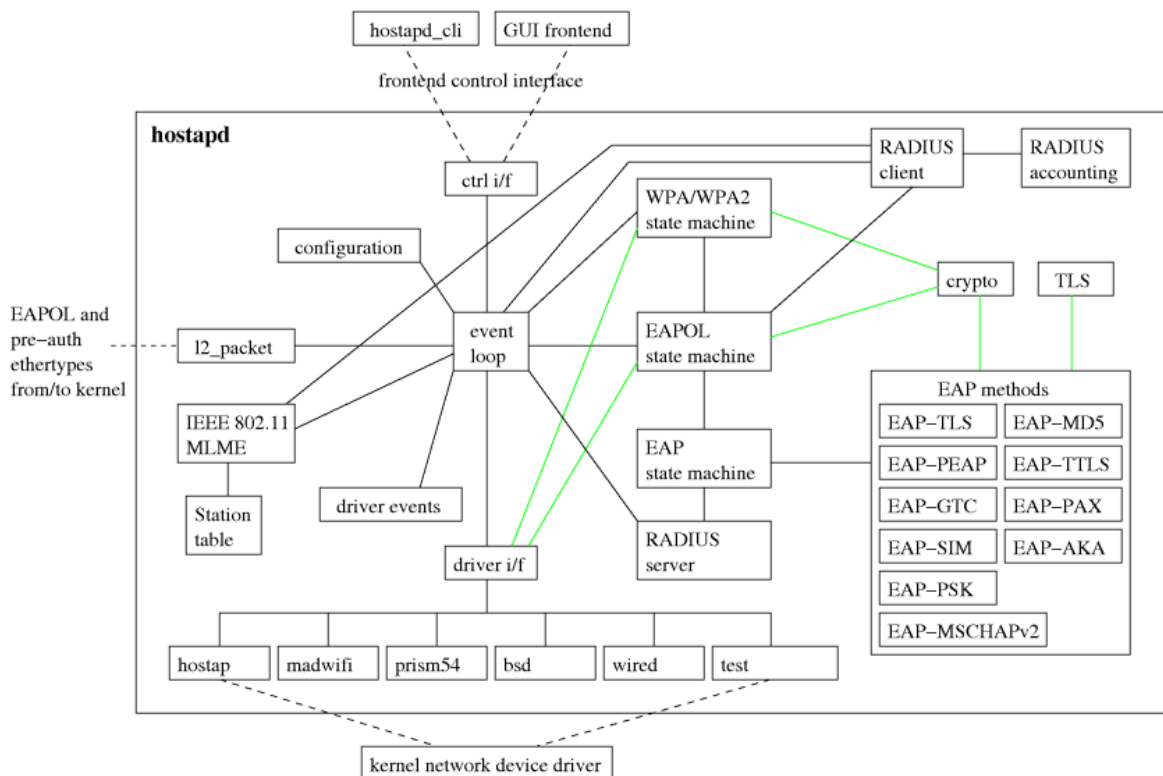 hostapd_cli
GUI frontend
frontend control interface
hostapd
RADIUS
client
RADIUS
accounting
ctrl i/f
WPA/WPA2
state machine
configuration
crypto
TLS
EAPOL and
pre−auth
ethertypes
from/to kernel
l2_packet
event
loop
EAPOL
state machine
EAP methods
EAP−TLS
EAP−MD5
EAP−PEAP
EAP−TTLS
EAP−GTC
EAP−PAX
EAP−SIM
EAP−AKA
EAP−PSK
EAP−MSCHAPv2
IEEE 802.11
MLME
EAP
state machine
Station
table
driver events
RADIUS
server
driver i/f
hostap
madwifi
prism54
bsd
wired
test
kernel network device driver